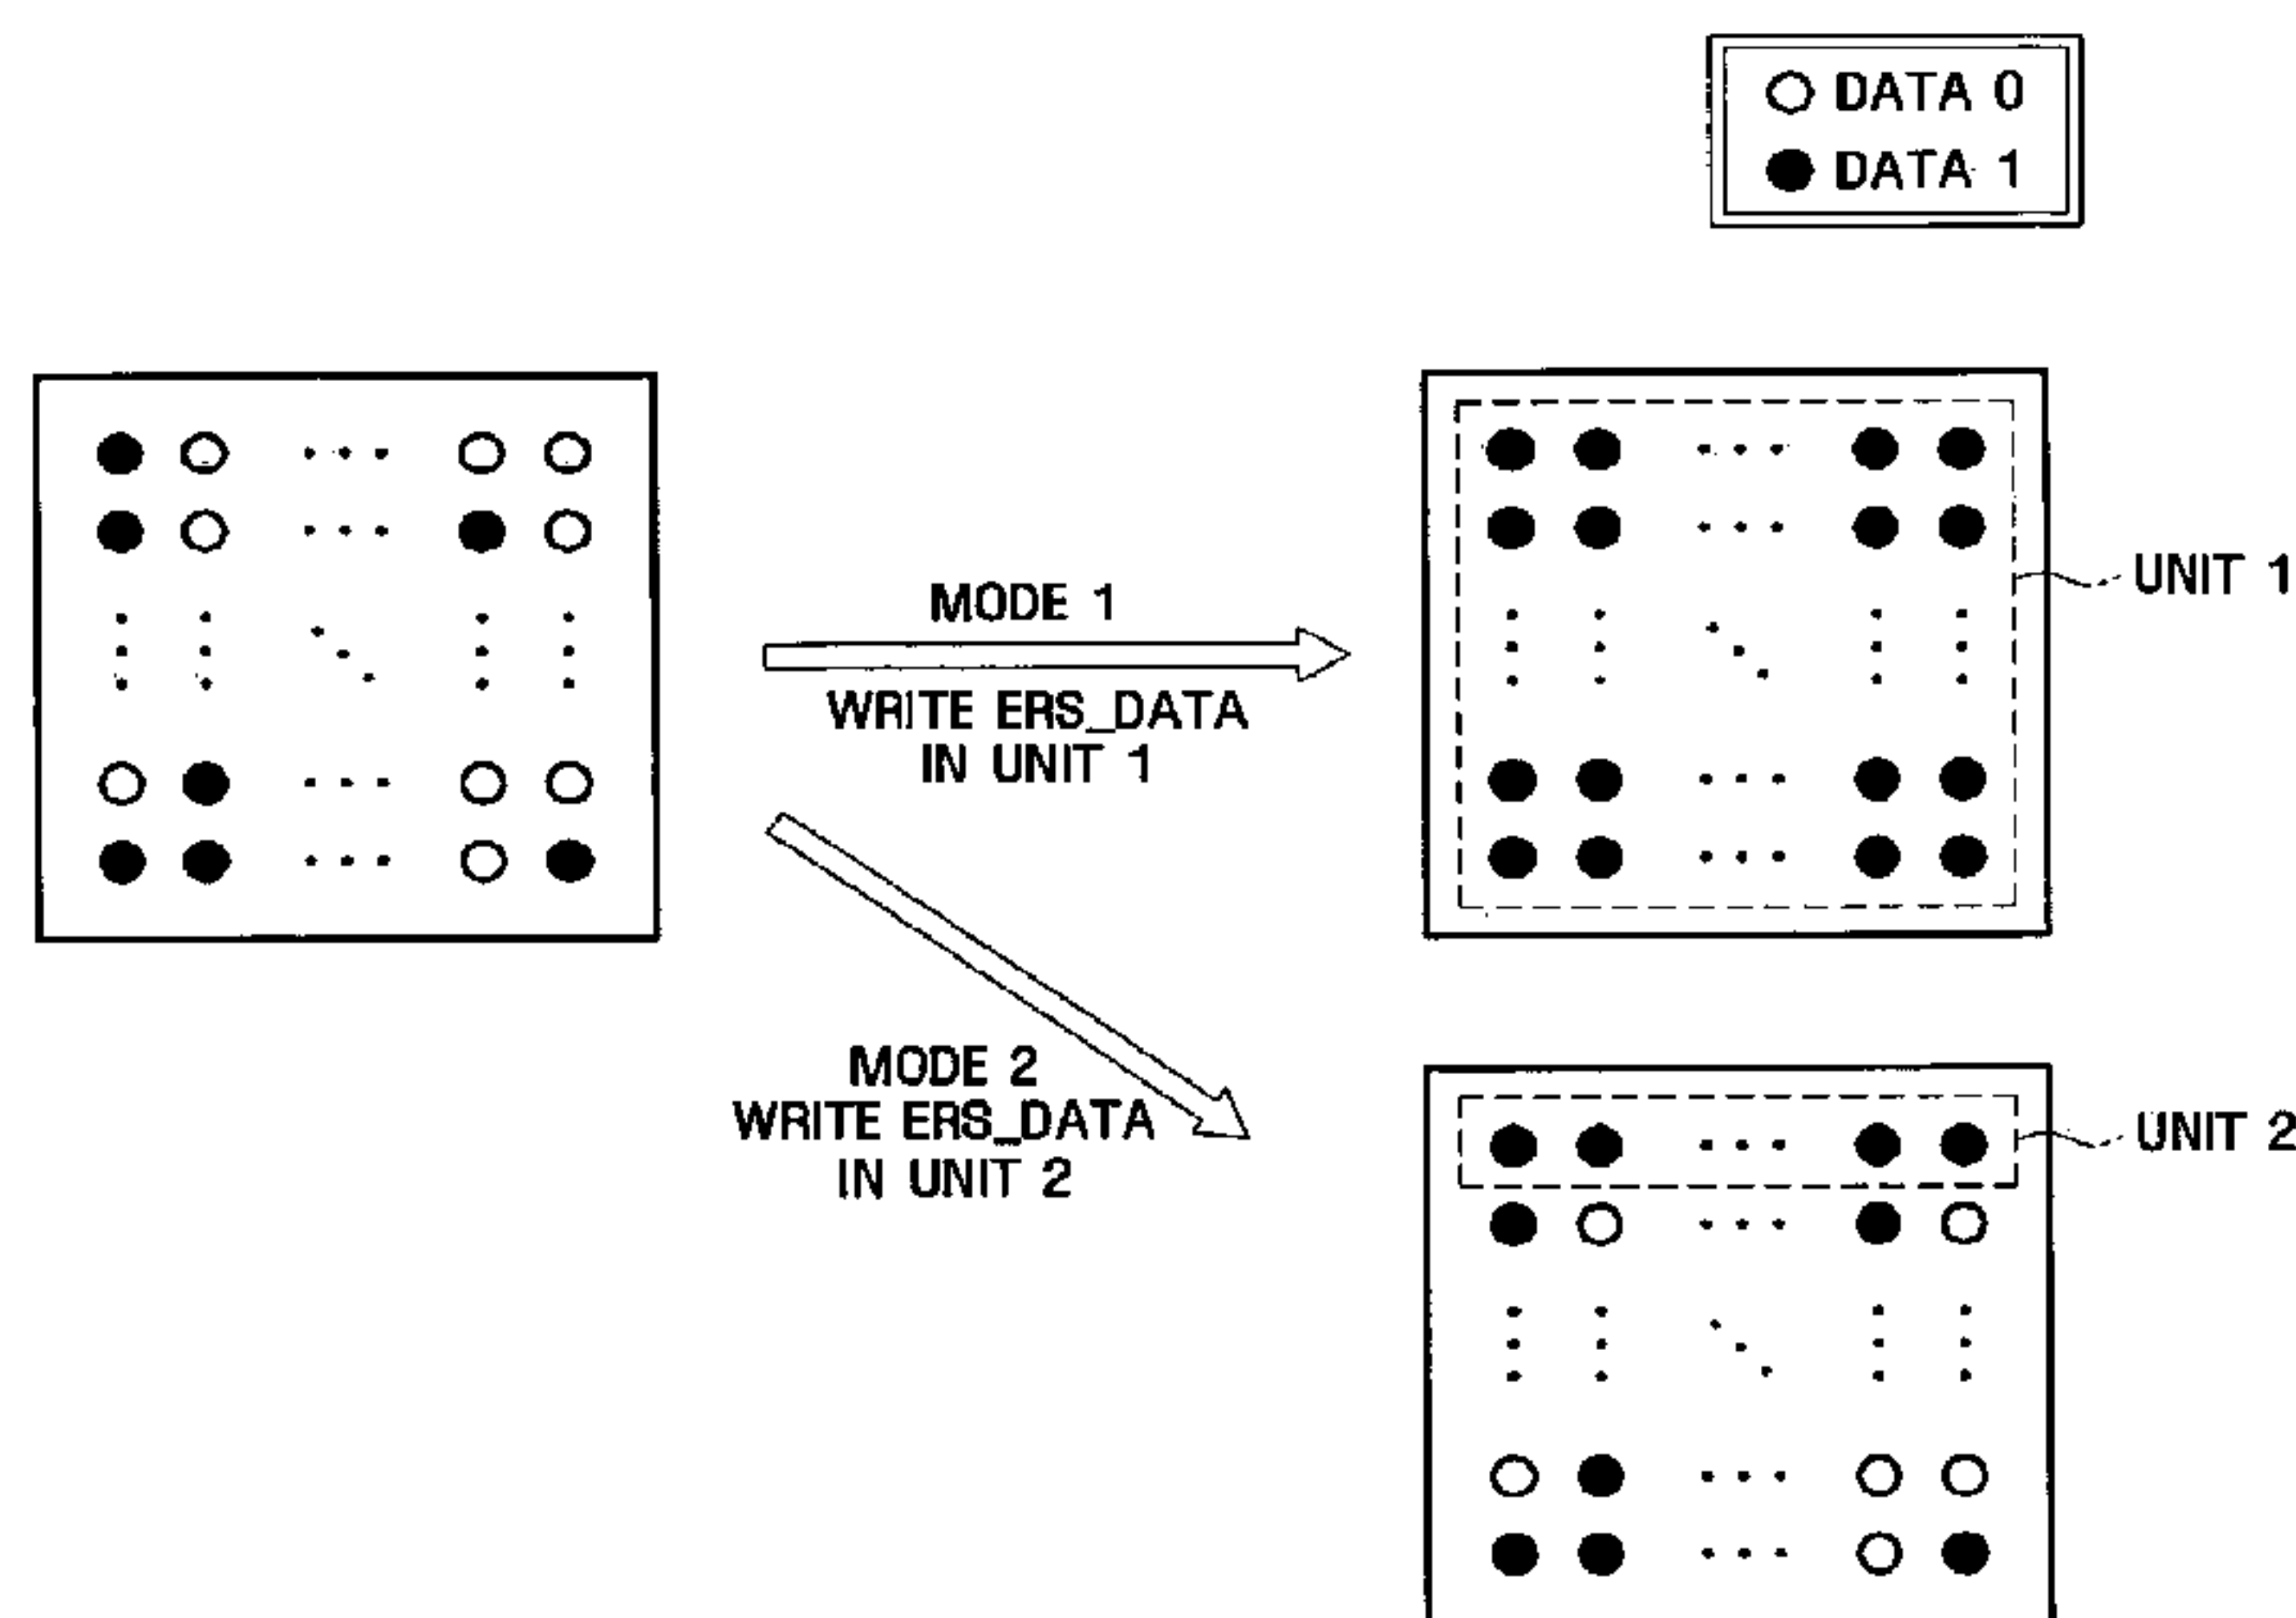 DATA 0
DATA 1
MODE 1
WRITE ERS_DATA
IN UNIT 1
UNIT 1
MODE 2
WRITE ERS_DATA
IN UNIT 2
UNIT 2